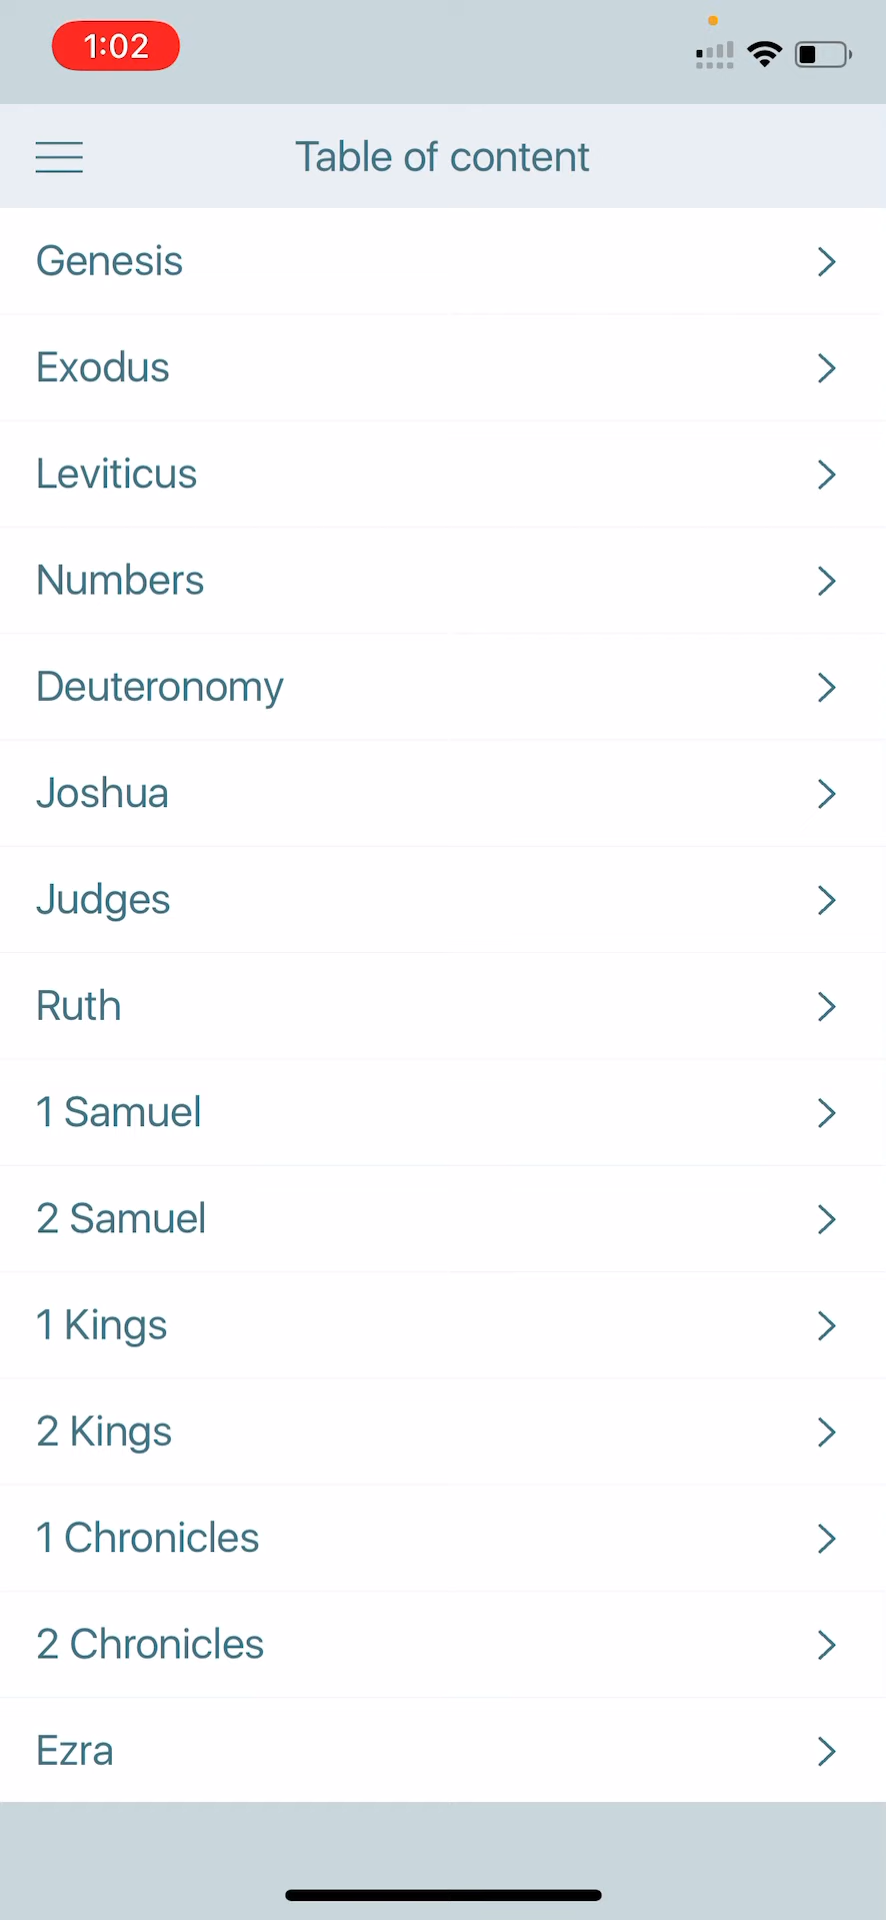 1:02
Table of content
Genesis
Exodus
Leviticus
Numbers
Deuteronomy
Joshua
Judges
Ruth
1 Samuel
2 Samuel
1 Kings
2 Kings
1 Chronicles
2 Chronicles
Ezra